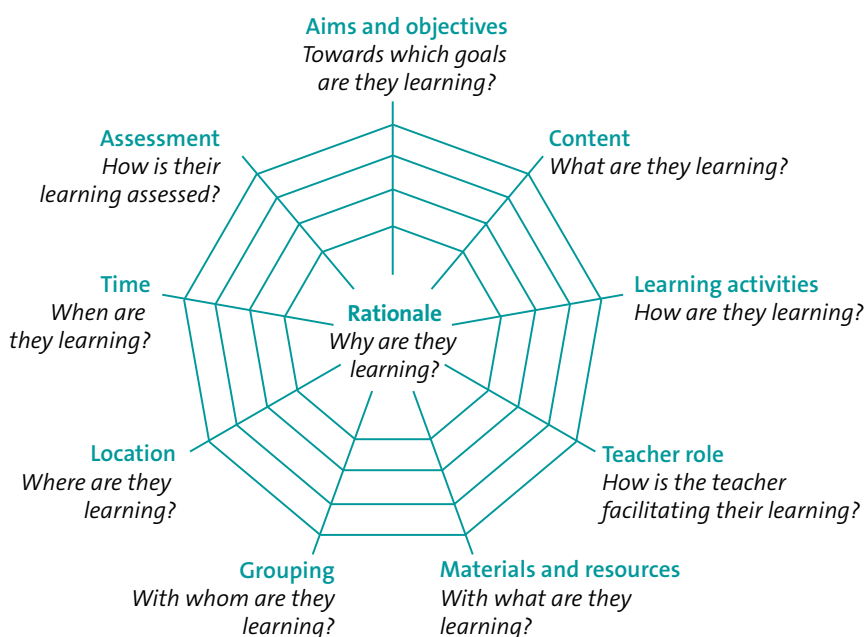 Aims and objectives
Towards which goals
are they learning?
Assessment
How is their
learning assessed?
Content
What are they learning?
Time
When are
they learning?
Rationale
Why are they
learning?
Learning activities
How are they learning?
Location
Where are they
learning?
Teacher role
How is the teacher
facilitating their learning?
Grouping
With whom are they
learning?
Materials and resources
With what are they
learning?